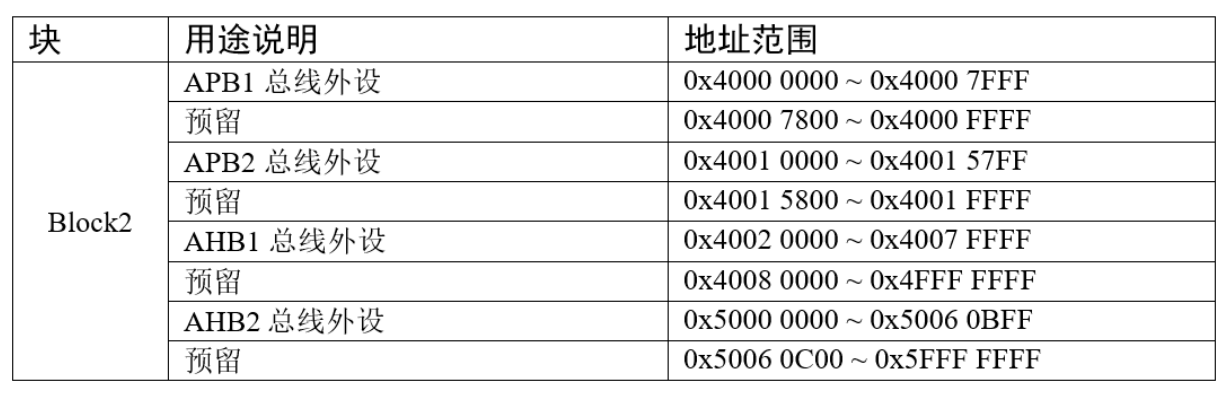 块 用途说明 地址范围
Block2
APB1 总线外设 0x4000 0000 ~ 0x4000 7FFF
预留 0x4000 7800 ~ 0x4000 FFFF
APB2 总线外设 0x4001 0000 ~ 0x4001 57FF
预留 0x4001 5800 ~ 0x4001 FFFF
AHB1 总线外设 0x4002 0000 ~ 0x4007 FFFF
预留 0x4008 0000 ~ 0x4FFF FFFF
AHB2 总线外设 0x5000 0000 ~ 0x5006 0BFF
预留 0x5006 0C00 ~ 0x5FFF FFFF